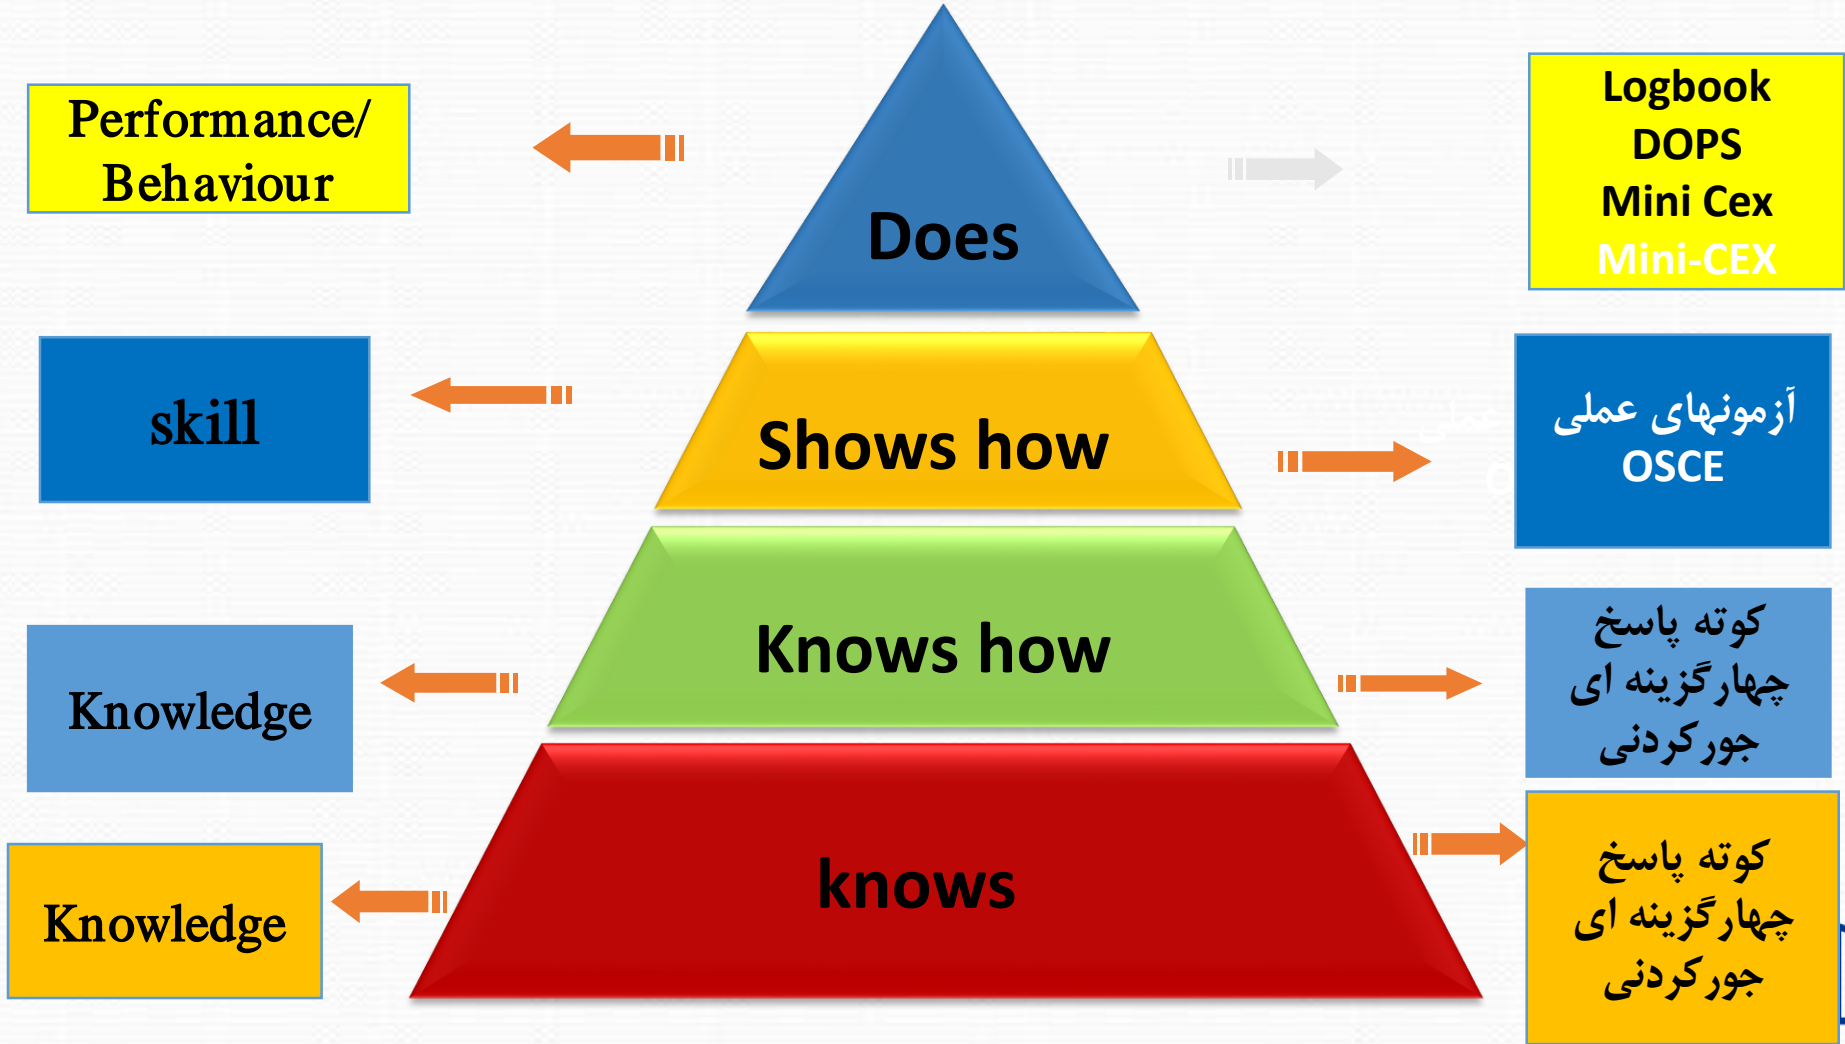 Performance/
Behaviour
Does
Logbook
DOPS
Mini Cex
Mini-CEX
skill
Shows how
عملی
آزمونهای عملی
OSCE
Knowledge
Knows how
کوته پاسخ
چهارگزینه ای
جورکردنی
Knowledge
knows
کوته پاسخ
چهارگزینه ای
جورکردنی